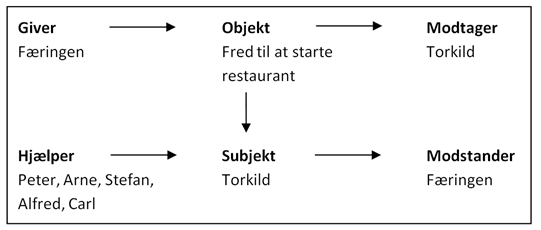 Giver
Færingen
Objekt
Fred til at starte
restaurant
Modtager
Torkild
Hjælper
Peter, Arne, Stefan,
Alfred, Carl
Subjekt
Torkild
Modstander
Færingen